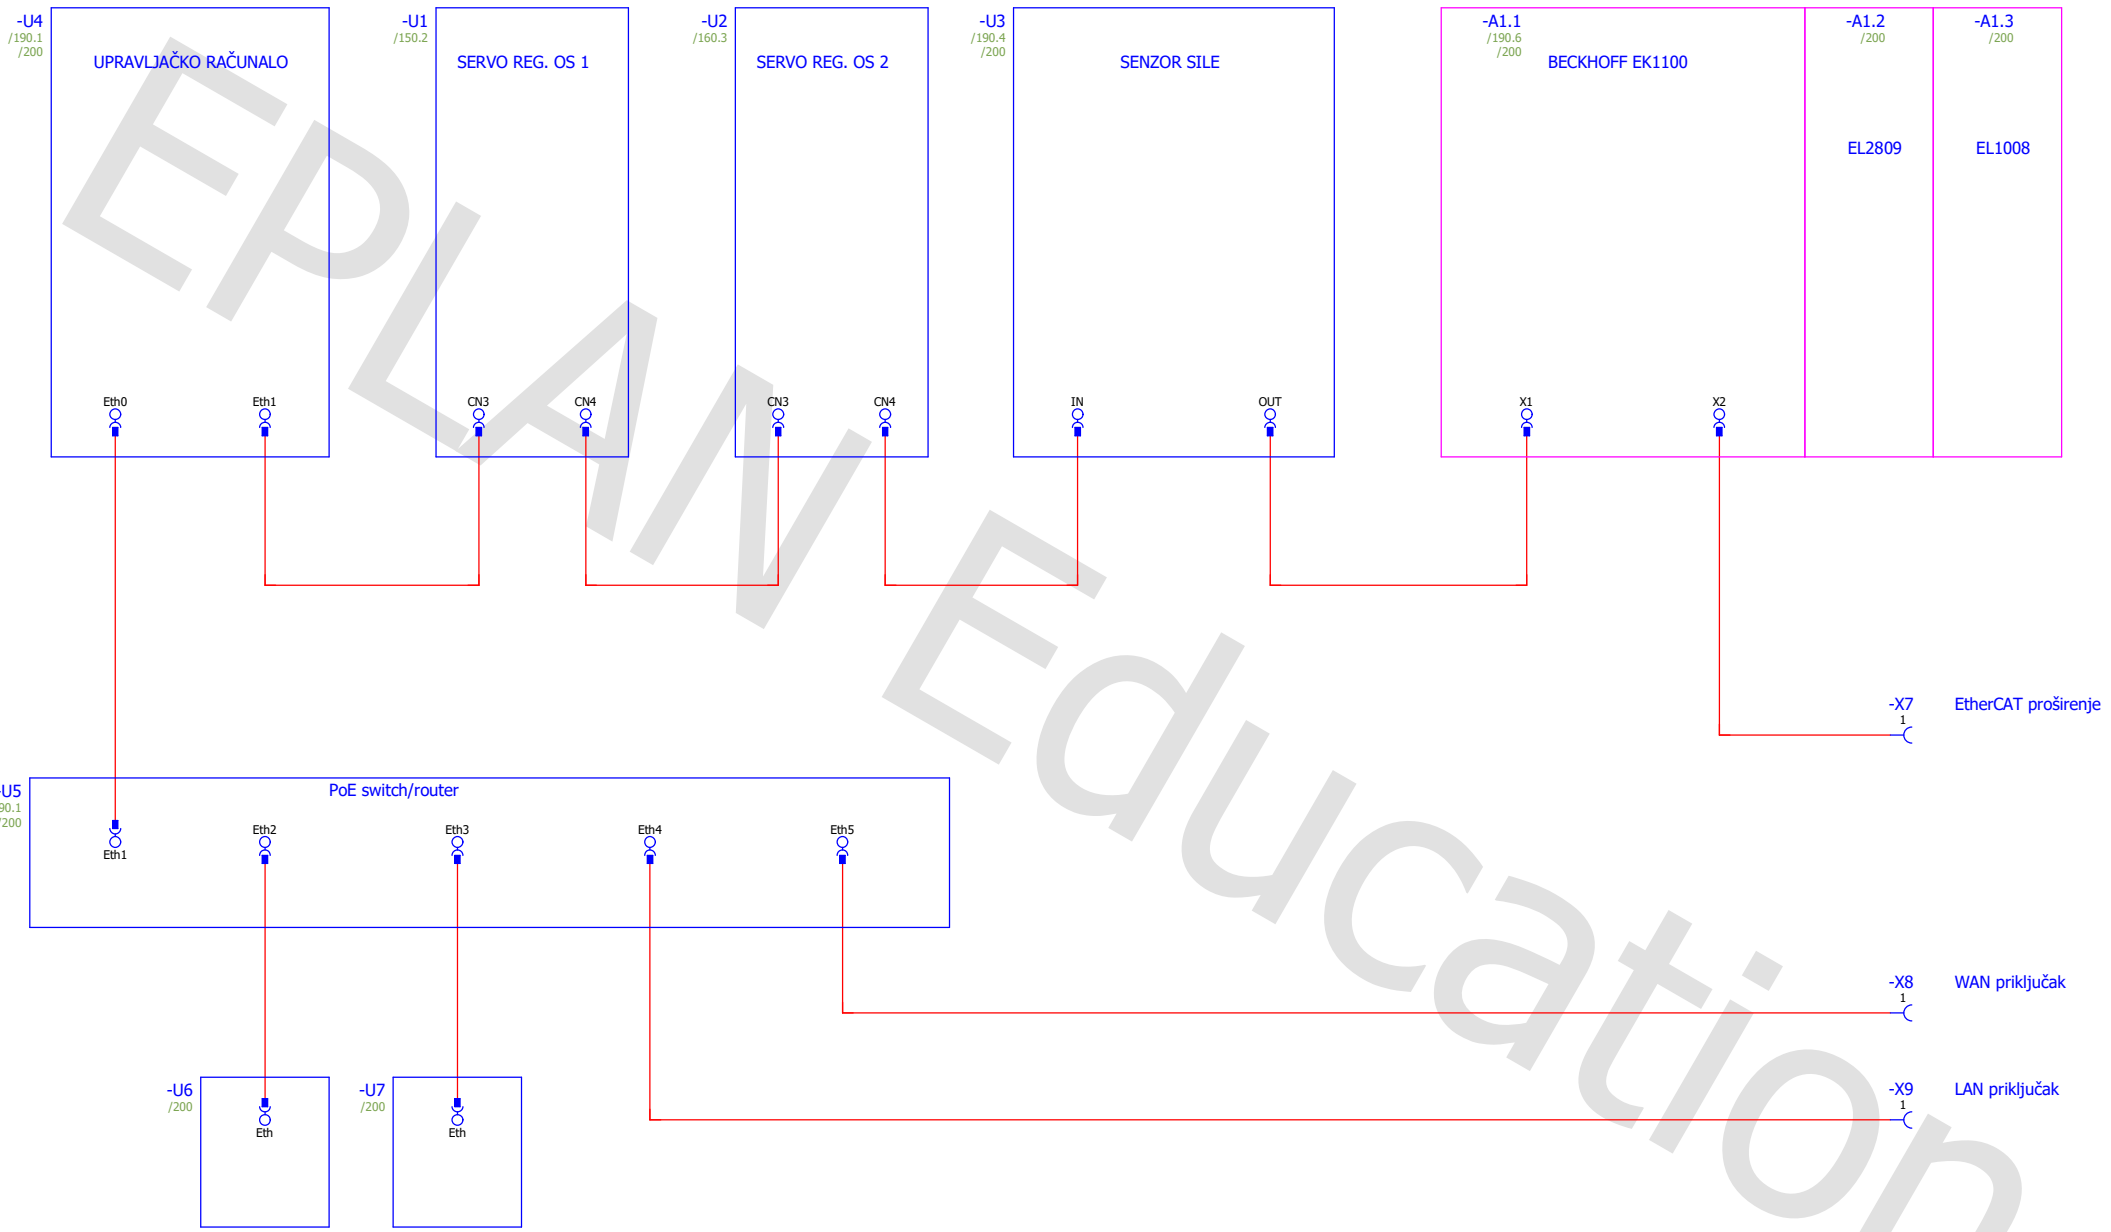 -U4
/190.1
/200
UPRAVLJAČKO RAČUNALO
-U1
/150.2
SERVO REG. OS 1
-U2
/160.3
SERVO REG. OS 2
-U3
/190.4
/200
SENZOR SILE
-A1.1
/190.6
/200
BECKHOFF EK1100
-A1.2
/200
EL2809
-A1.3
/200
EL1008
Eth0
Eth1
CN3
CN4
CN3
CN4
IN
OUT
X1
X2
-X7
1
EtherCAT proširenje
-U5
90.1
/200
PoE switch/router
Eth1
Eth2
Eth3
Eth4
Eth5
-X8
1
WAN priključak
-X9
1
LAN priključak
-U6
/200
Eth
-U7
/200
Eth
EPLAN Education